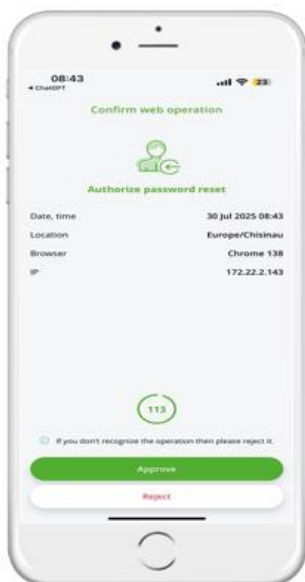 08:43
◂ ChatGPT
23
Confirm web operation
Authorize password reset
Date, time 30 Jul 2025 08:43
Location Europe/Chisinau
Browser Chrome 138
IP 172.22.2.143
113
If you don't recognize the operation then please reject it.
Approve
Reject